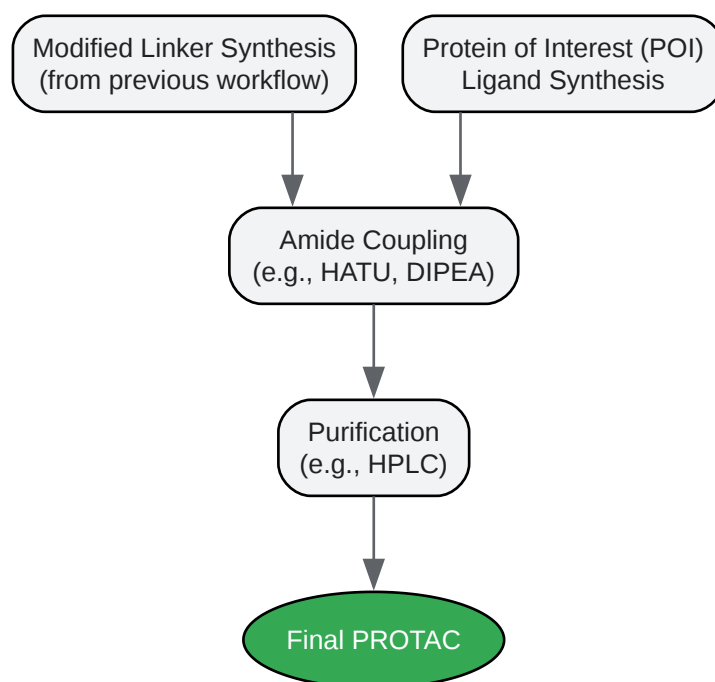 Modified Linker Synthesis
(from previous workflow)
Protein of Interest (POI)
Ligand Synthesis
Amide Coupling
(e.g., HATU, DIPEA)
Purification
(e.g., HPLC)
Final PROTAC